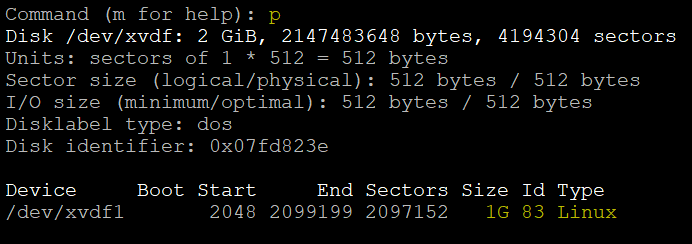 Command (m for help): p
Disk /dev/xvdf: 2 GiB, 2147483648 bytes, 4194304 sectors
Units: sectors of 1 * 512 = 512 bytes
Sector size (logical/physical): 512 bytes / 512 bytes
I/O size (minimum/optimal): 512 bytes / 512 bytes
Disklabel type: dos
Disk identifier: 0x07fd823e
Device     Boot Start     End Sectors Size Id Type
/dev/xvdf1       2048 2099199 2097152   1G 83 Linux